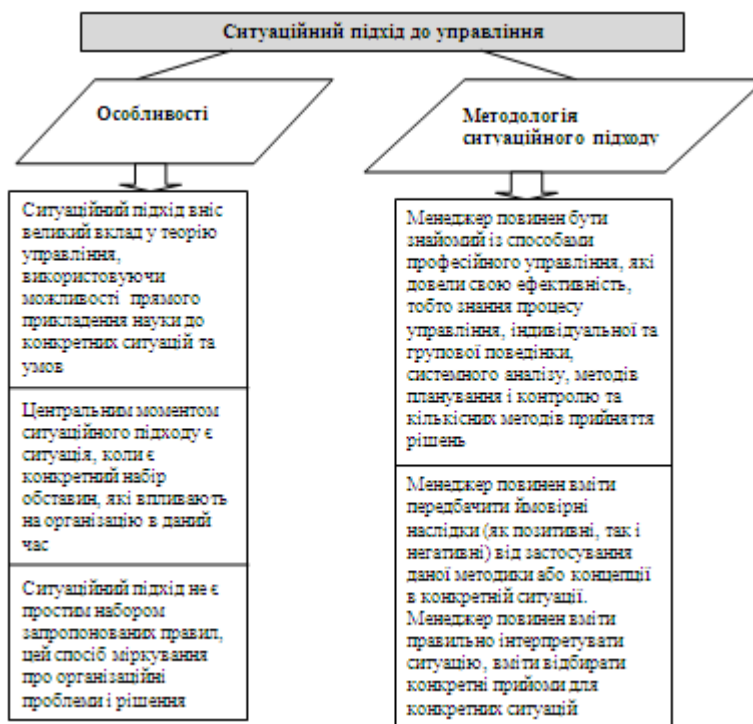 Ситуаційний підхід до управління
Особливості
Ситуаційний підхід вніс
великий вклад у теорію
управління,
використовуючи
можливості прямого
прикладення науки до
конкретних ситуацій та
умов
Центральним моментом
ситуаційного підходу є
ситуація, коли є
конкретний набір
обставин, які впливають
на організацію в даний
час
Ситуаційний підхід не є
простим набором
запропонованих правил,
цей спосіб міркування
про організаційні
проблеми і рішення
Методологія
ситуаційного підходу
Менеджер повинен бути
знайомий із способами
професійного управління, які
довели свою ефективність,
тобто знання процесу
управління, індивідуальної та
групової поведінки,
системного аналізу, методів
планування і контролю та
кількісних методів прийняття
рішень
Менеджер повинен вміти
передбачити ймовірні
наслідки (як позитивні, так і
негативні) від застосування
даної методики або концепції
в конкретній ситуації.
Менеджер повинен вміти
правильно інтерпретувати
ситуацію, вміти відбирати
конкретні прийоми для
конкретних ситуацій